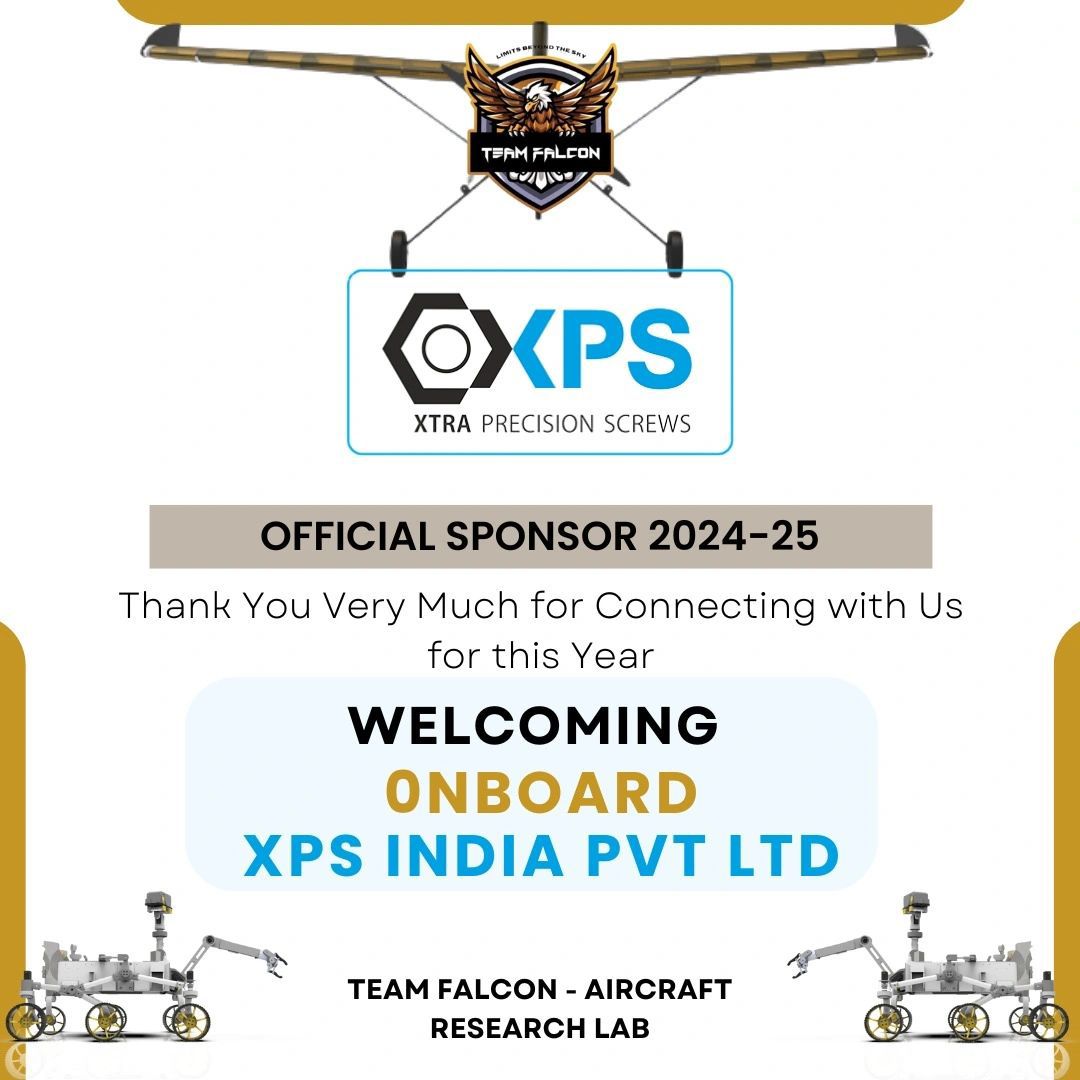 LIMITS BEYOND THE SKY
TEAM FALCON
XPS
XTRA PRECISION SCREWS
OFFICIAL SPONSOR 2024-25
Thank You Very Much for Connecting with Us
for this Year
WELCOMING
0NBOARD
XPS INDIA PVT LTD
TEAM FALCON - AIRCRAFT
RESEARCH LAB